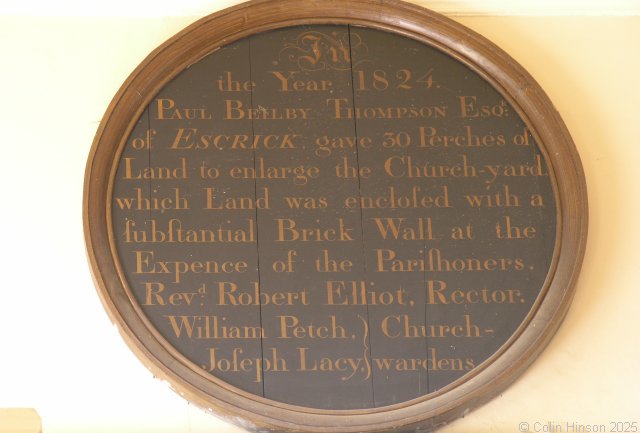 In
the Year 1824.
PAUL BEILBY THOMPSON ESQ:
of ESCRICK, gave 30 Perches of
Land to enlarge the Church-yard,
which Land was encloſed with a
ſubſtantial Brick Wall at the
Expence of the Pariſhoners.
Revd. Robert Elliot, Rector.
William Petch, } Church-
Joſeph Lacy, } wardens
© Colin Hinson 2025